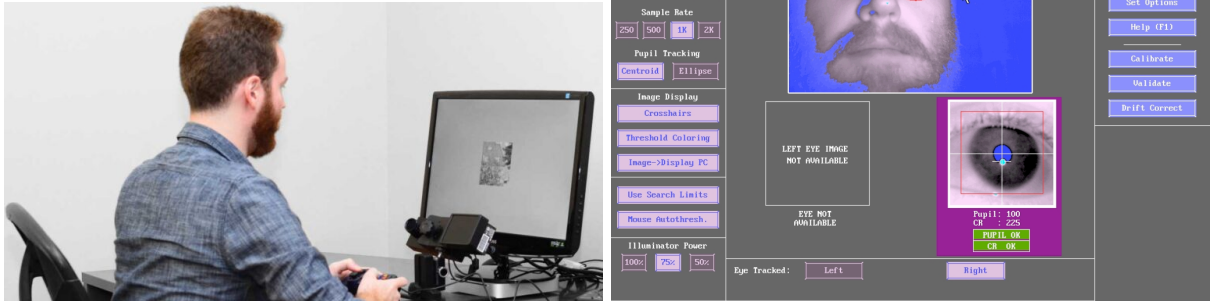 Sample Rate
250 500 1K 2K
Pupil Tracking
Centroid Ellipse
Image Display
Crosshairs
Threshold Coloring
Image->Display PC
Use Search Limits
Mouse Autothresh.
Illuminator Power
100% 75% 50%
LEFT EYE IMAGE
NOT AVAILABLE
EYE NOT
AVAILABLE
Pupil: 100
CR : 225
PUPIL OK
CR OK
Eye Tracked: Left Right
Set Options
Help (F1)
Calibrate
Validate
Drift Correct